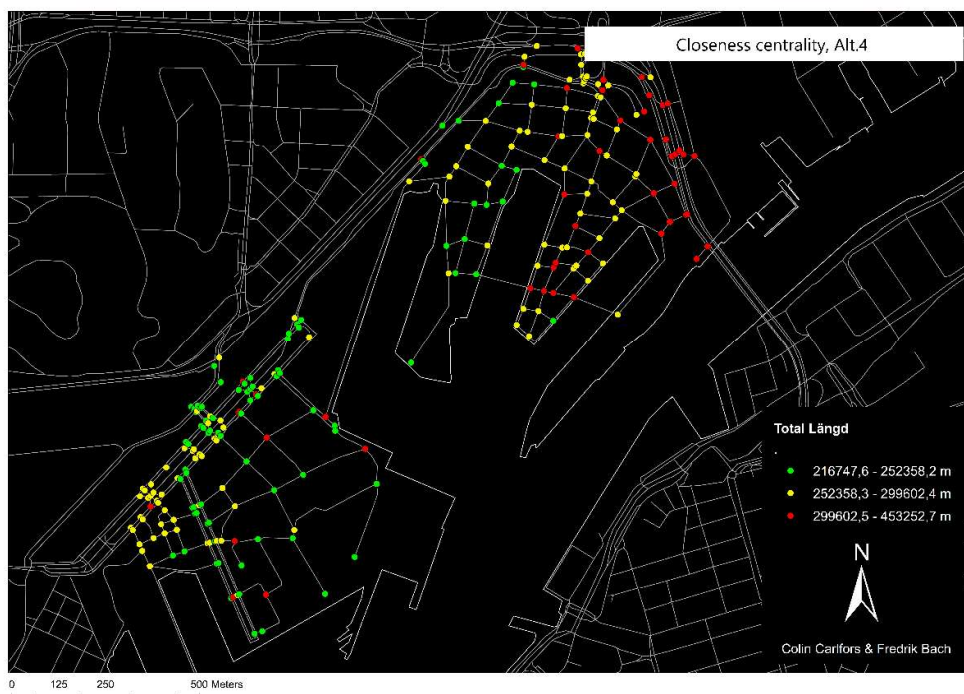 Closeness centrality, Alt.4
Total Längd
.
216747,6 - 252358,2 m
252358,3 - 299602,4 m
299602,5 - 453252,7 m
N
Colin Carlfors & Fredrik Bach
0 125 250 500 Meters